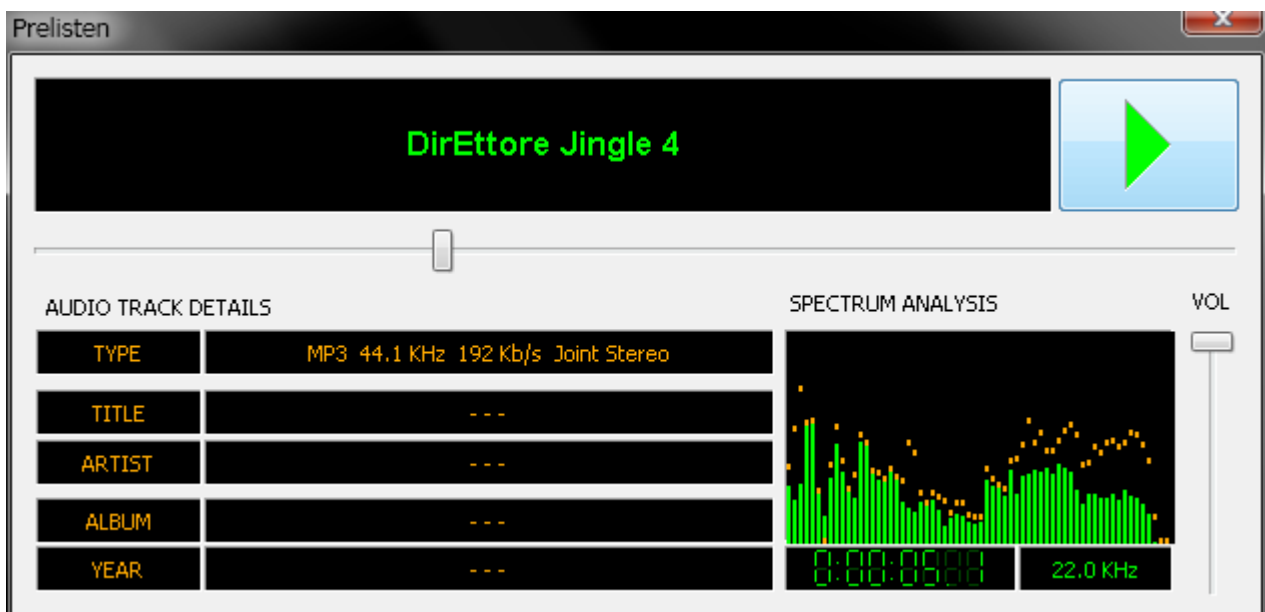 Prelisten
DirEttore Jingle 4
AUDIO TRACK DETAILS
SPECTRUM ANALYSIS
VOL
TYPE
MP3 44.1 KHz 192 Kb/s Joint Stereo
TITLE
- - -
ARTIST
- - -
ALBUM
- - -
YEAR
- - -
22.0 KHz